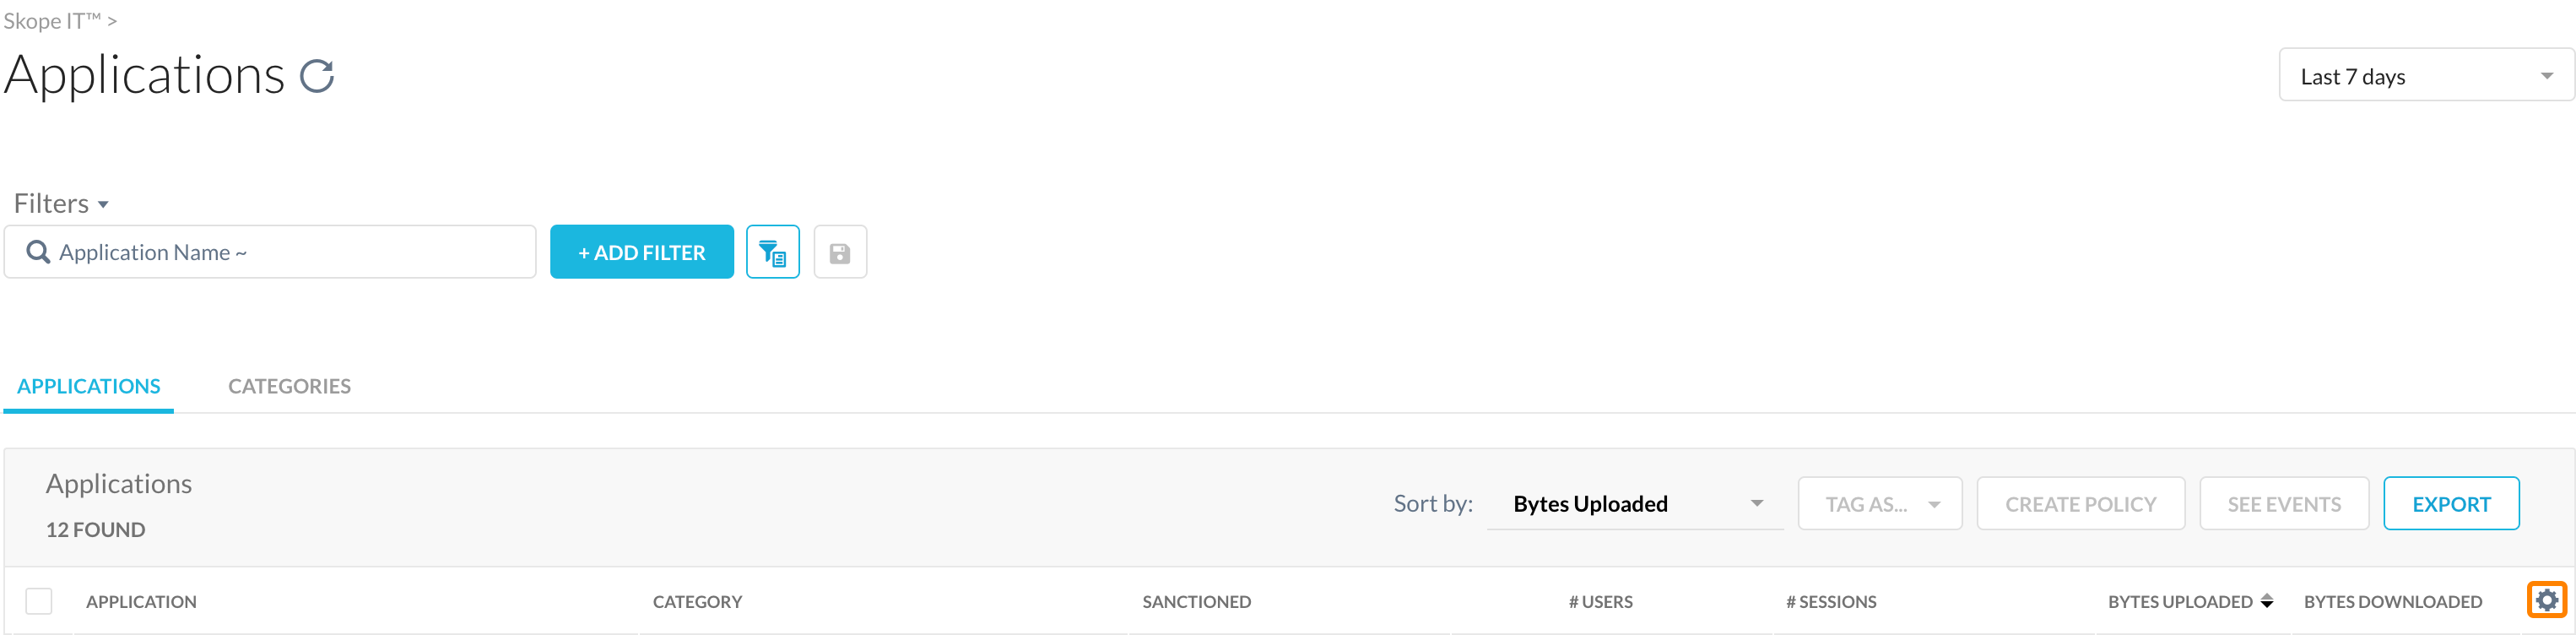 Skope IT™ >
Applications
Last 7 days
Filters
Application Name ~
+ ADD FILTER
APPLICATIONS
CATEGORIES
Applications
12 FOUND
Sort by:
Bytes Uploaded
TAG AS...
CREATE POLICY
SEE EVENTS
EXPORT
APPLICATION
CATEGORY
SANCTIONED
# USERS
# SESSIONS
BYTES UPLOADED
BYTES DOWNLOADED